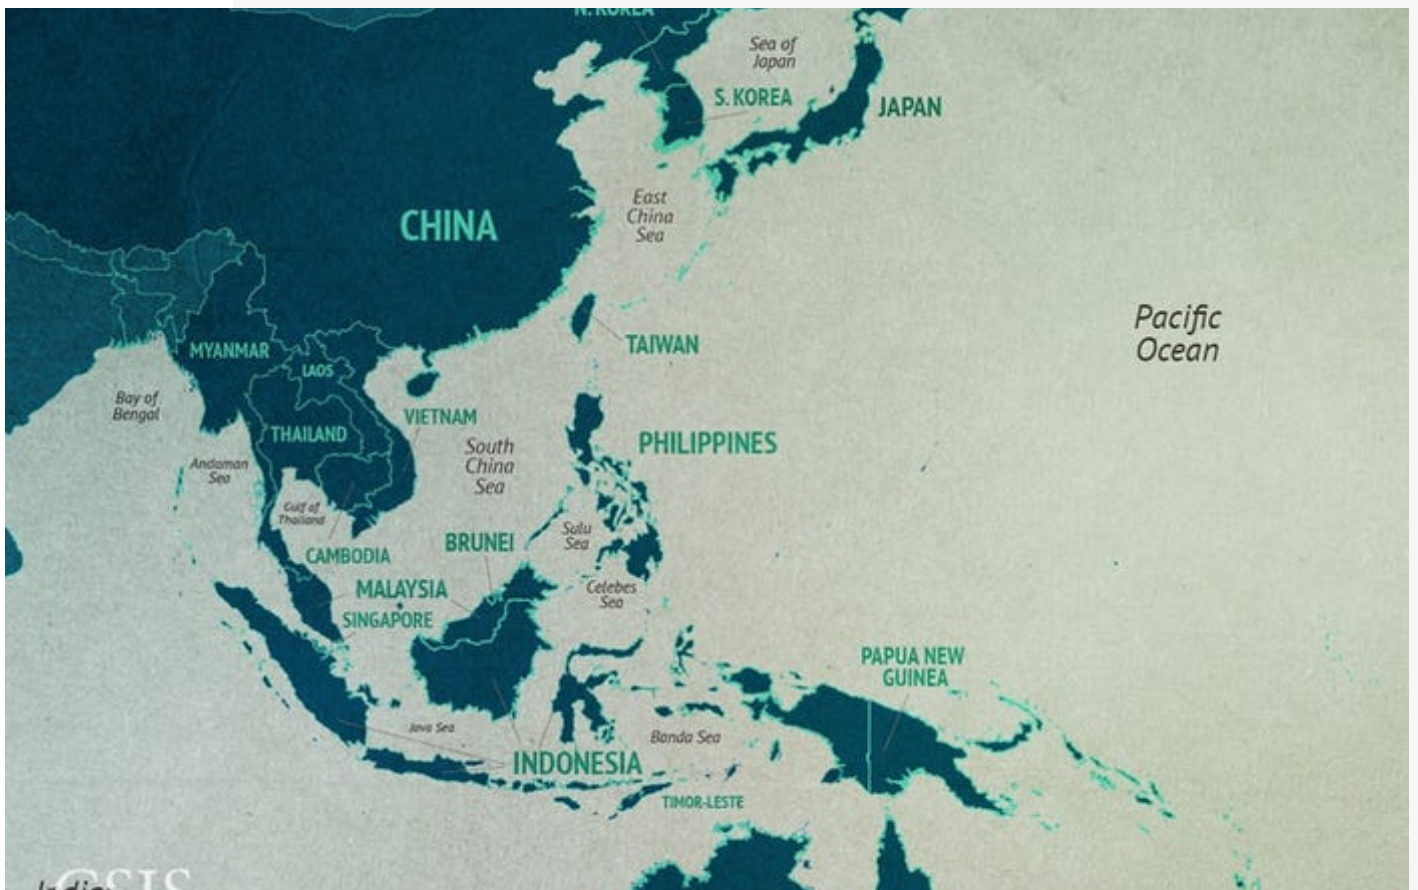 N. KOREA
Sea of
Japan
S. KOREA
JAPAN
East
China
Sea
CHINA
Pacific
Ocean
TAIWAN
MYANMAR
LAOS
Bay of
Bengal
VIETNAM
THAILAND
South
China
Sea
PHILIPPINES
Andaman
Sea
Gulf of
Thailand
Sulu
Sea
BRUNEI
CAMBODIA
MALAYSIA
Celebes
Sea
SINGAPORE
PAPUA NEW
GUINEA
Java Sea
Banda Sea
INDONESIA
TIMOR-LESTE
CSIS